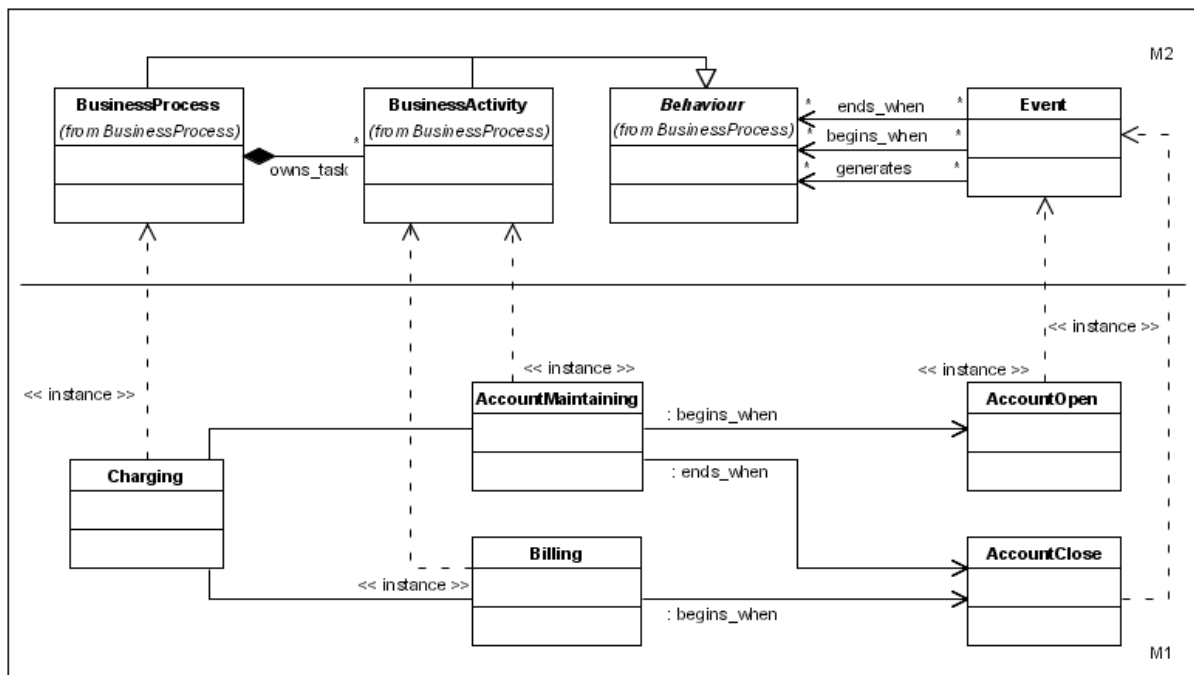 M2
BusinessProcess
(from BusinessProcess)
BusinessActivity
(from BusinessProcess)
Behaviour
(from BusinessProcess)
Event
* ends_when *
* begins_when *
* generates *
*
owns_task
<< instance >>
<< instance >>
<< instance >>
<< instance >>
AccountMaintaining
AccountOpen
: begins_when
Charging
: ends_when
Billing
AccountClose
<< instance >>
: begins_when
M1